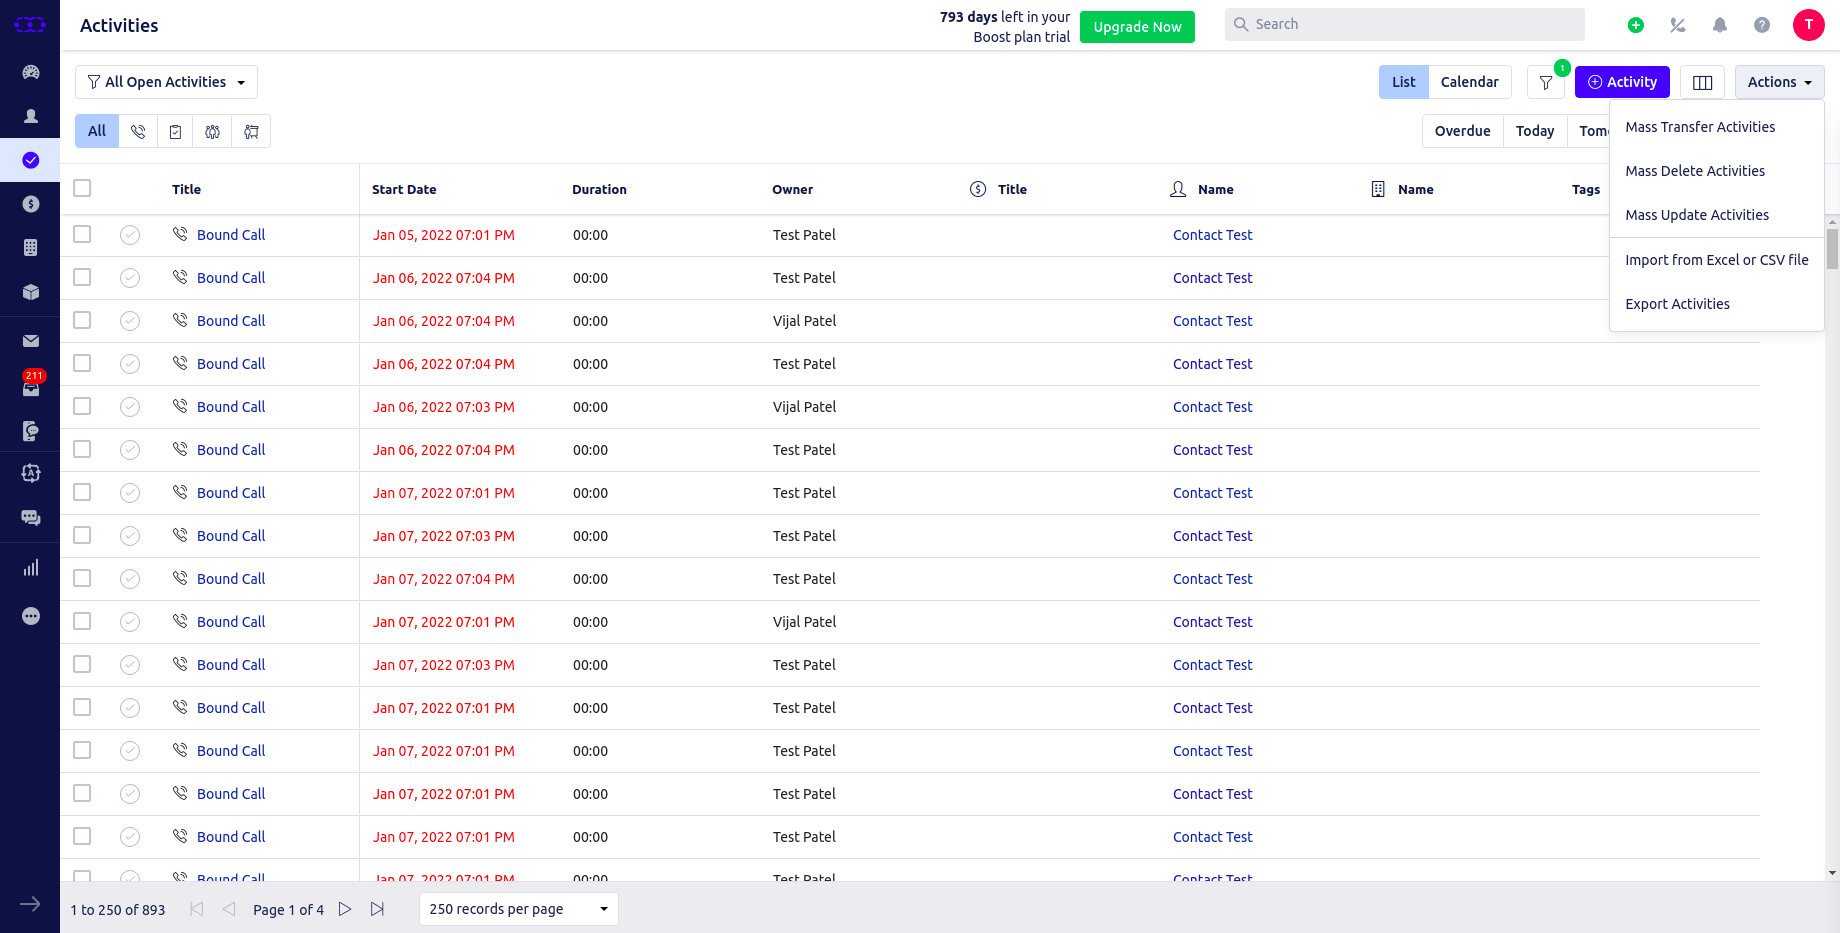 Activities
793 days left in your
Boost plan trial
Upgrade Now
Search
T
All Open Activities
List
Calendar
1
Activity
Actions
All
Overdue
Today
Mass Transfer Activities
Mass Delete Activities
Mass Update Activities
Import from Excel or CSV file
Export Activities
Title Start Date Duration Owner Title Name Name Tags
Bound Call Jan 05, 2022 07:01 PM 00:00 Test Patel Contact Test
Bound Call Jan 06, 2022 07:04 PM 00:00 Test Patel Contact Test
Bound Call Jan 06, 2022 07:04 PM 00:00 Vijal Patel Contact Test
Bound Call Jan 06, 2022 07:04 PM 00:00 Test Patel Contact Test
Bound Call Jan 06, 2022 07:03 PM 00:00 Vijal Patel Contact Test
Bound Call Jan 06, 2022 07:04 PM 00:00 Test Patel Contact Test
Bound Call Jan 07, 2022 07:01 PM 00:00 Test Patel Contact Test
Bound Call Jan 07, 2022 07:03 PM 00:00 Test Patel Contact Test
Bound Call Jan 07, 2022 07:04 PM 00:00 Test Patel Contact Test
Bound Call Jan 07, 2022 07:01 PM 00:00 Vijal Patel Contact Test
Bound Call Jan 07, 2022 07:03 PM 00:00 Test Patel Contact Test
Bound Call Jan 07, 2022 07:01 PM 00:00 Test Patel Contact Test
Bound Call Jan 07, 2022 07:01 PM 00:00 Test Patel Contact Test
Bound Call Jan 07, 2022 07:01 PM 00:00 Test Patel Contact Test
Bound Call Jan 07, 2022 07:01 PM 00:00 Test Patel Contact Test
Bound Call Jan 07, 2022 07:01 PM 00:00 Test Patel Contact Test
211
1 to 250 of 893
Page 1 of 4
250 records per page